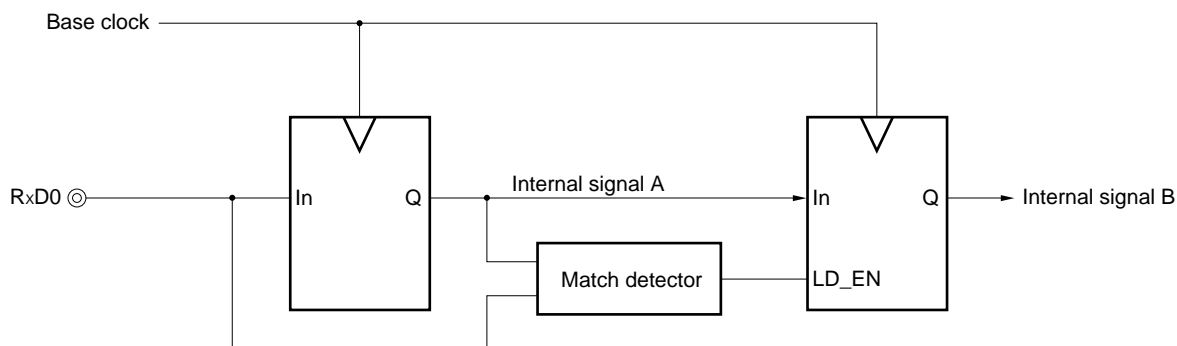 Base clock
RxD0
In
Q
Internal signal A
In
Q
Internal signal B
Match detector
LD_EN